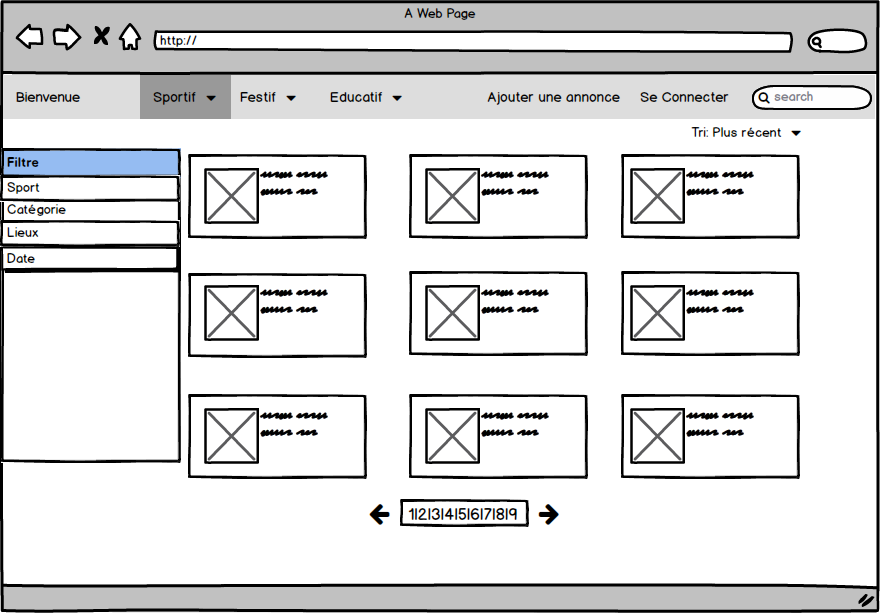 A Web Page
http://
Bienvenue Sportif Festif Educatif Ajouter une annonce Se Connecter search
Tri: Plus récent
Filtre
Sport
Catégorie
Lieux
Date
1|2|3|4|5|6|7|8|9